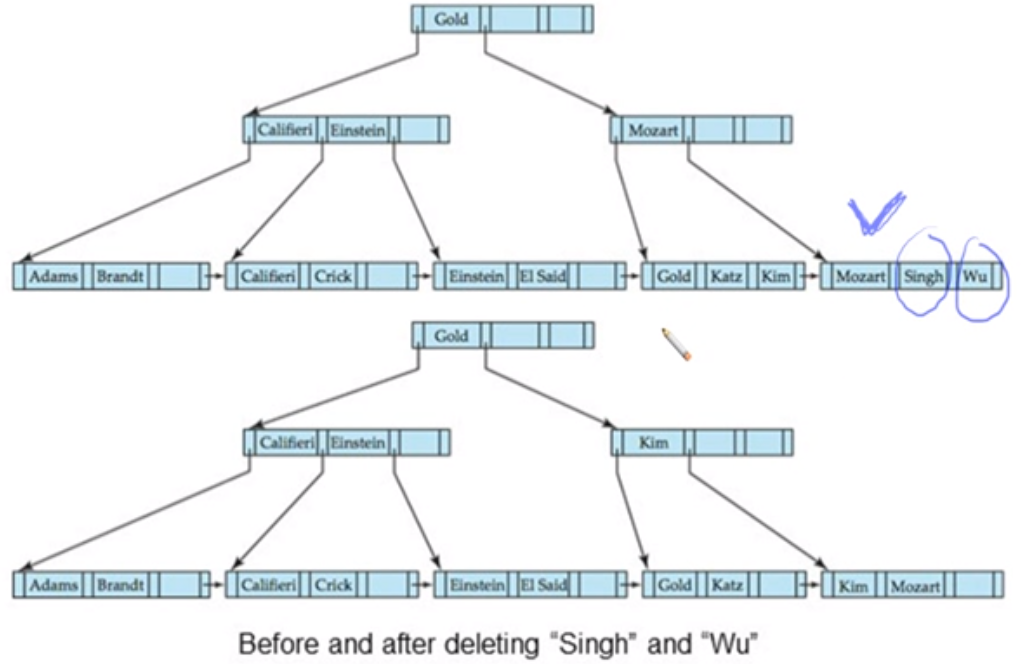 Gold
Califieri Einstein Mozart
Adams Brandt Califieri Crick Einstein El Said Gold Katz Kim Mozart Singh Wu
Gold
Califieri Einstein Kim
Adams Brandt Califieri Crick Einstein El Said Gold Katz Kim Mozart
Before and after deleting “Singh” and “Wu”